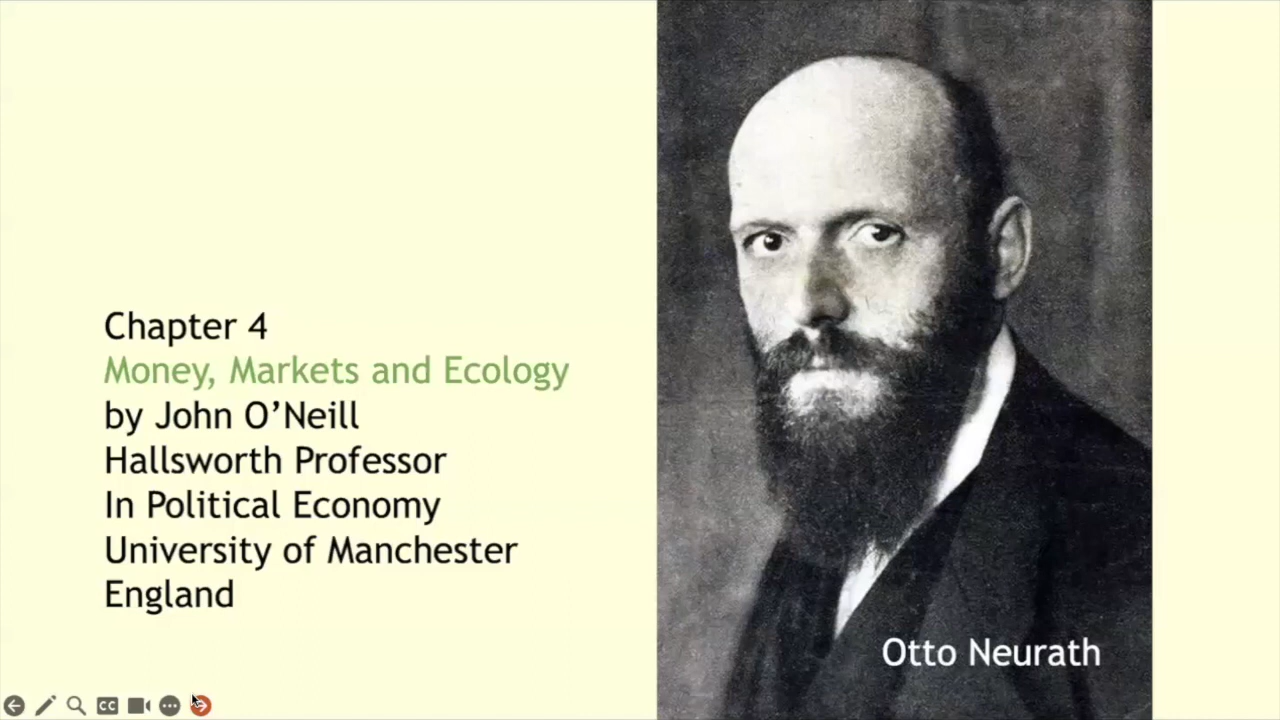 Chapter 4
Money, Markets and Ecology
by John O’Neill
Hallsworth Professor
In Political Economy
University of Manchester
England
Otto Neurath
CC